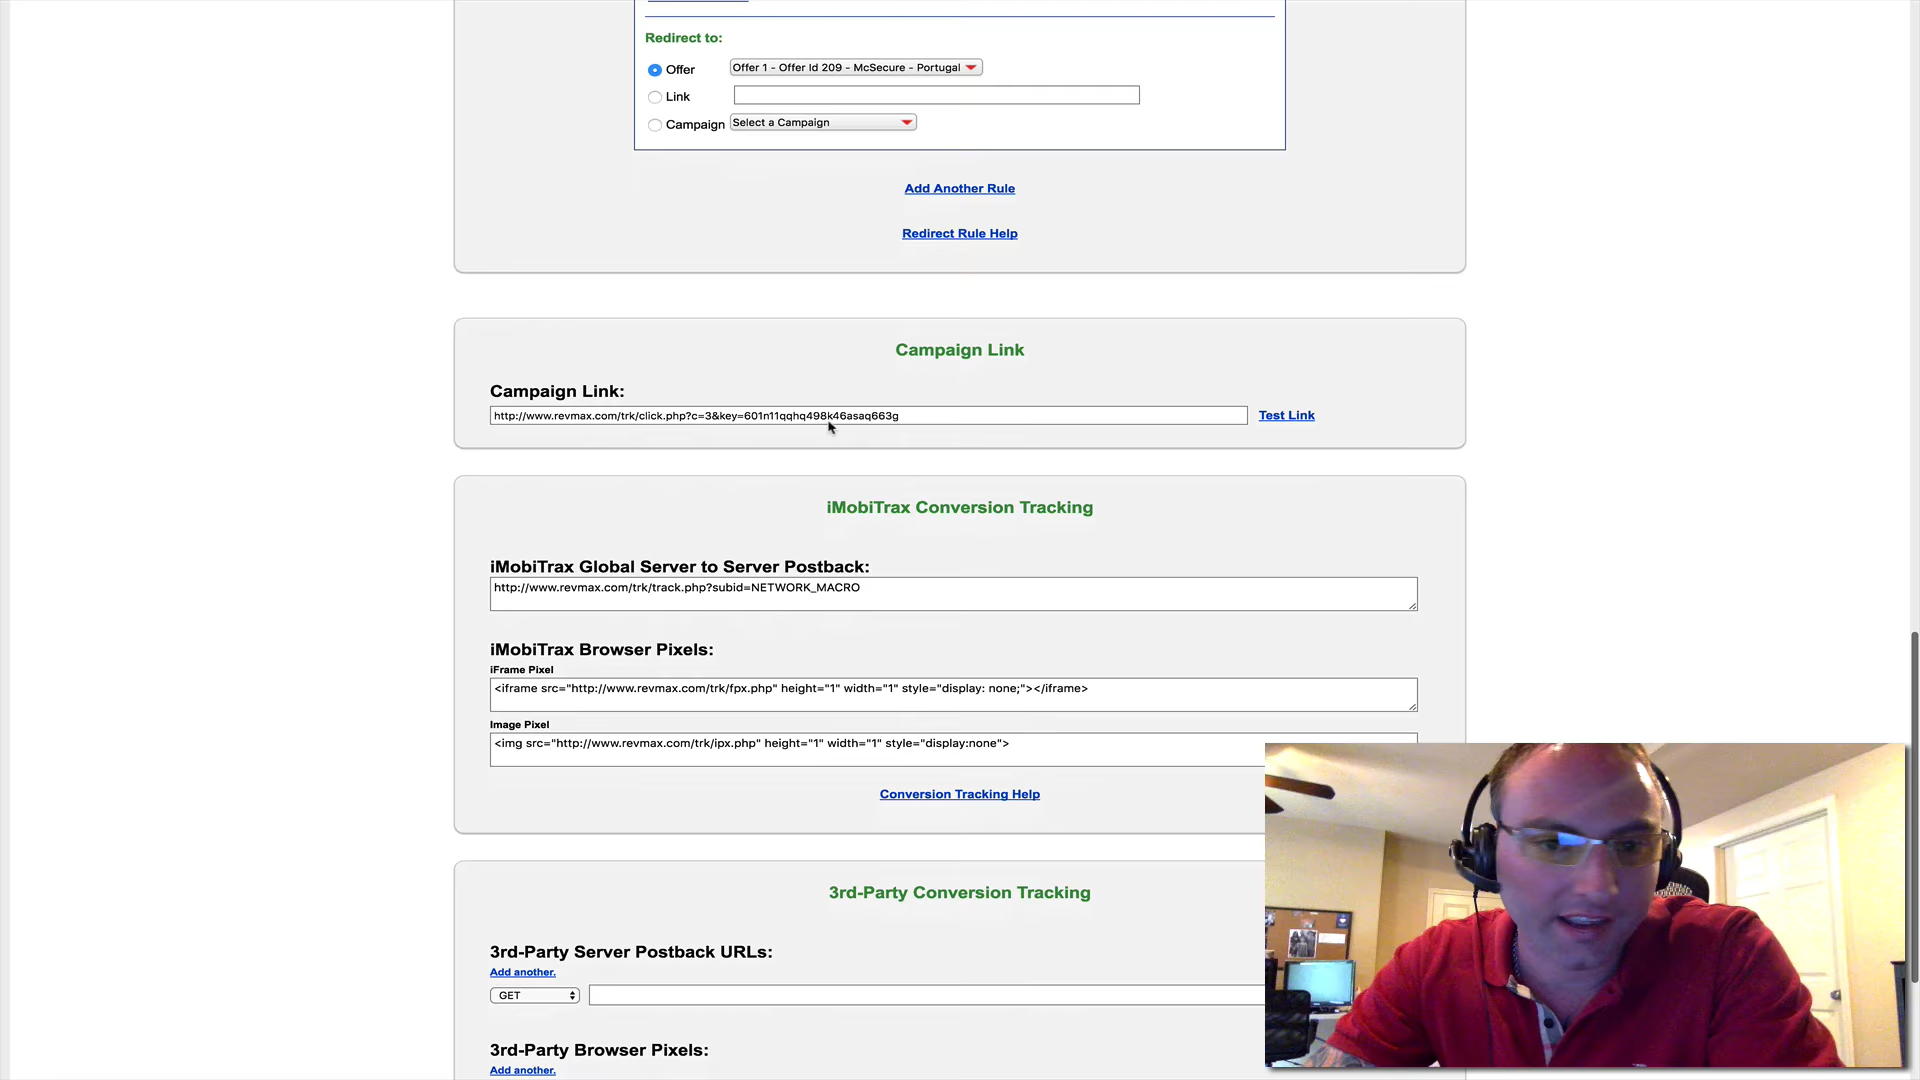 Redirect to:
Offer
Offer 1 - Offer Id 209 - McSecure - Portugal
Link
Campaign
Select a Campaign
Add Another Rule
Redirect Rule Help
Campaign Link
Campaign Link:
http://www.revmax.com/trk/click.php?c=3&key=601n11qqhq498k46asaq663g
Test Link
iMobiTrax Conversion Tracking
iMobiTrax Global Server to Server Postback:
http://www.revmax.com/trk/track.php?subid=NETWORK_MACRO
iMobiTrax Browser Pixels:
iFrame Pixel
<iframe src="http://www.revmax.com/trk/fpx.php" height="1" width="1" style="display: none;"></iframe>
Image Pixel
<img src="http://www.revmax.com/trk/ipx.php" height="1" width="1" style="display:none">
Conversion Tracking Help
3rd-Party Conversion Tracking
3rd-Party Server Postback URLs:
Add another.
GET
3rd-Party Browser Pixels:
Add another.